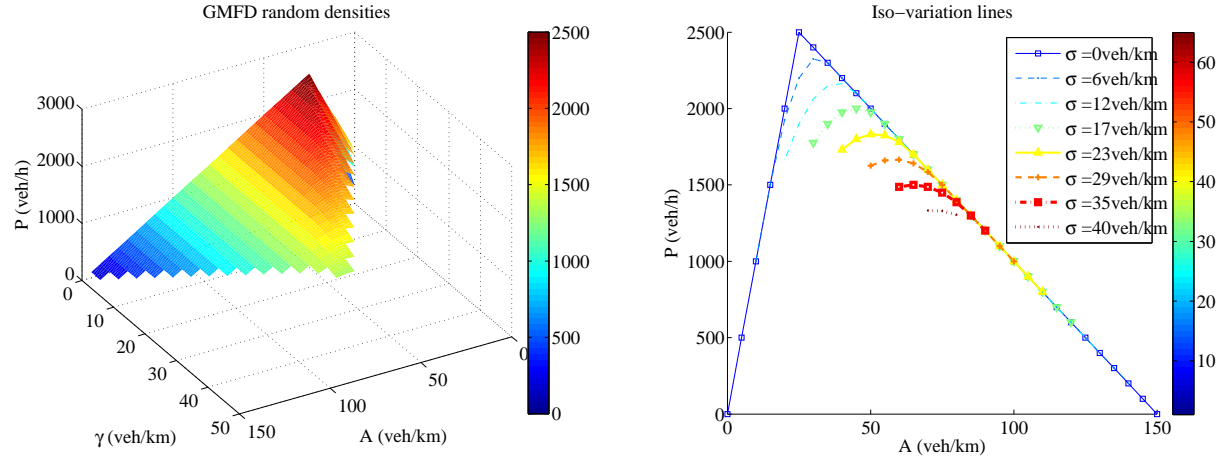 GMFD random densities
3000
2000
1000
0
P (veh/h)
0
10
20
30
40
50
γ (veh/km)
150
100
50
0
A (veh/km)
2500
2000
1500
1000
500
0
Iso−variation lines
2500
2000
1500
1000
500
0
P (veh/h)
0
50
100
150
A (veh/km)
σ =0veh/km
σ =6veh/km
σ =12veh/km
σ =17veh/km
σ =23veh/km
σ =29veh/km
σ =35veh/km
σ =40veh/km
60
50
40
30
20
10